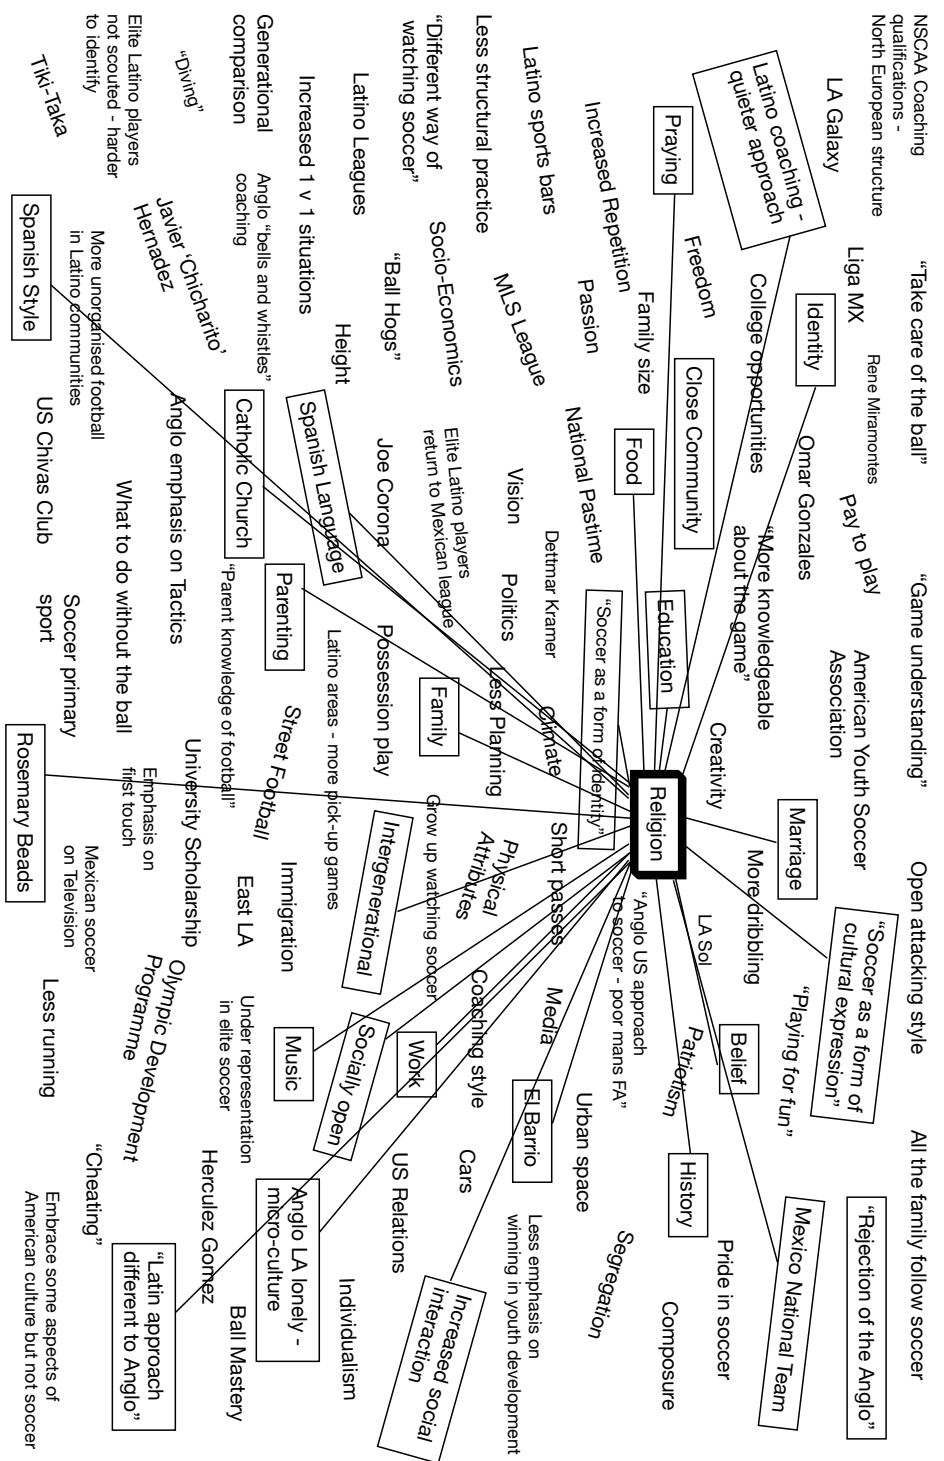 NSCAA Coaching
qualifications -
North European structure
“Take care of the ball”
“Game understanding”
Open attacking style
All the family follow soccer
LA Galaxy
Liga MX
Rene Miramontes
Pay to play
American Youth Soccer
Association
“Soccer as a form of
cultural expression”
“Rejection of the Anglo”
Latino coaching -
quieter approach
Identity
Omar Gonzales
Marriage
“Playing for fun”
Mexico National Team
College opportunities
“More knowledgeable
about the game”
More dribbling
Belief
Praying
Freedom
Close Community
Creativity
LA Sol
Patriotism
History
Pride in soccer
Increased Repetition
Family size
Food
Education
Religion
“Anglo US approach
to soccer - poor mans FA”
Composure
Latino sports bars
Passion
National Pastime
“Soccer as a form of identity”
Urban space
Segregation
Less structural practice
MLS League
Vision
Dettmar Kramer
Climate
Short passes
Media
El Barrio
Less emphasis on
winning in youth development
“Different way of
watching soccer”
Socio-Economics
Elite Latino players
return to Mexican league
Politics
Less Planning
Physical
Attributes
Coaching style
Cars
Latino Leagues
“Ball Hogs”
Joe Corona
Possession play
Family
Grow up watching soccer
Work
US Relations
Increased social
interaction
Increased 1 v 1 situations
Height
Spanish Language
Latino areas - more pick-up games
Intergenerational
Socially open
Individualism
Generational
comparison
Anglo “bells and whistles”
coaching
Catholic Church
Parenting
Street Football
Immigration
Music
Anglo LA lonely -
micro-culture
“Diving”
Javier ‘Chicharito’
Hernadez
“Parent knowledge of football”
East LA
Under representation
in elite soccer
Herculez Gomez
Ball Mastery
Elite Latino players
not scouted - harder
to identify
Anglo emphasis on Tactics
University Scholarship
Olympic Development
Programme
“Latin approach
different to Anglo”
More unorganised football
in Latino communities
What to do without the ball
Emphasis on
first touch
Mexican soccer
on Television
“Cheating”
Tiki-Taka
Spanish Style
US Chivas Club
Soccer primary
sport
Rosemary Beads
Less running
Embrace some aspects of
American culture but not soccer